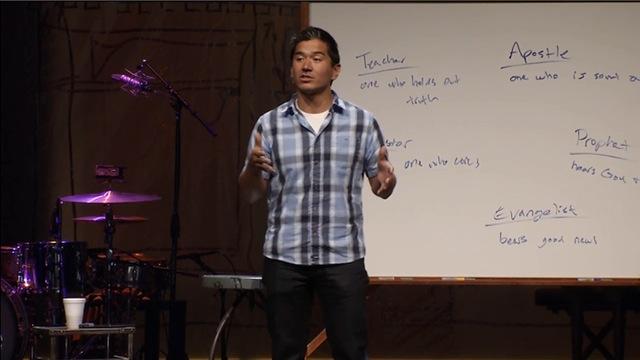 Teacher
one who holds out
truth
Apostle
one who is sent
one who cares
Prophet
hears God
Evangelist
bears good news